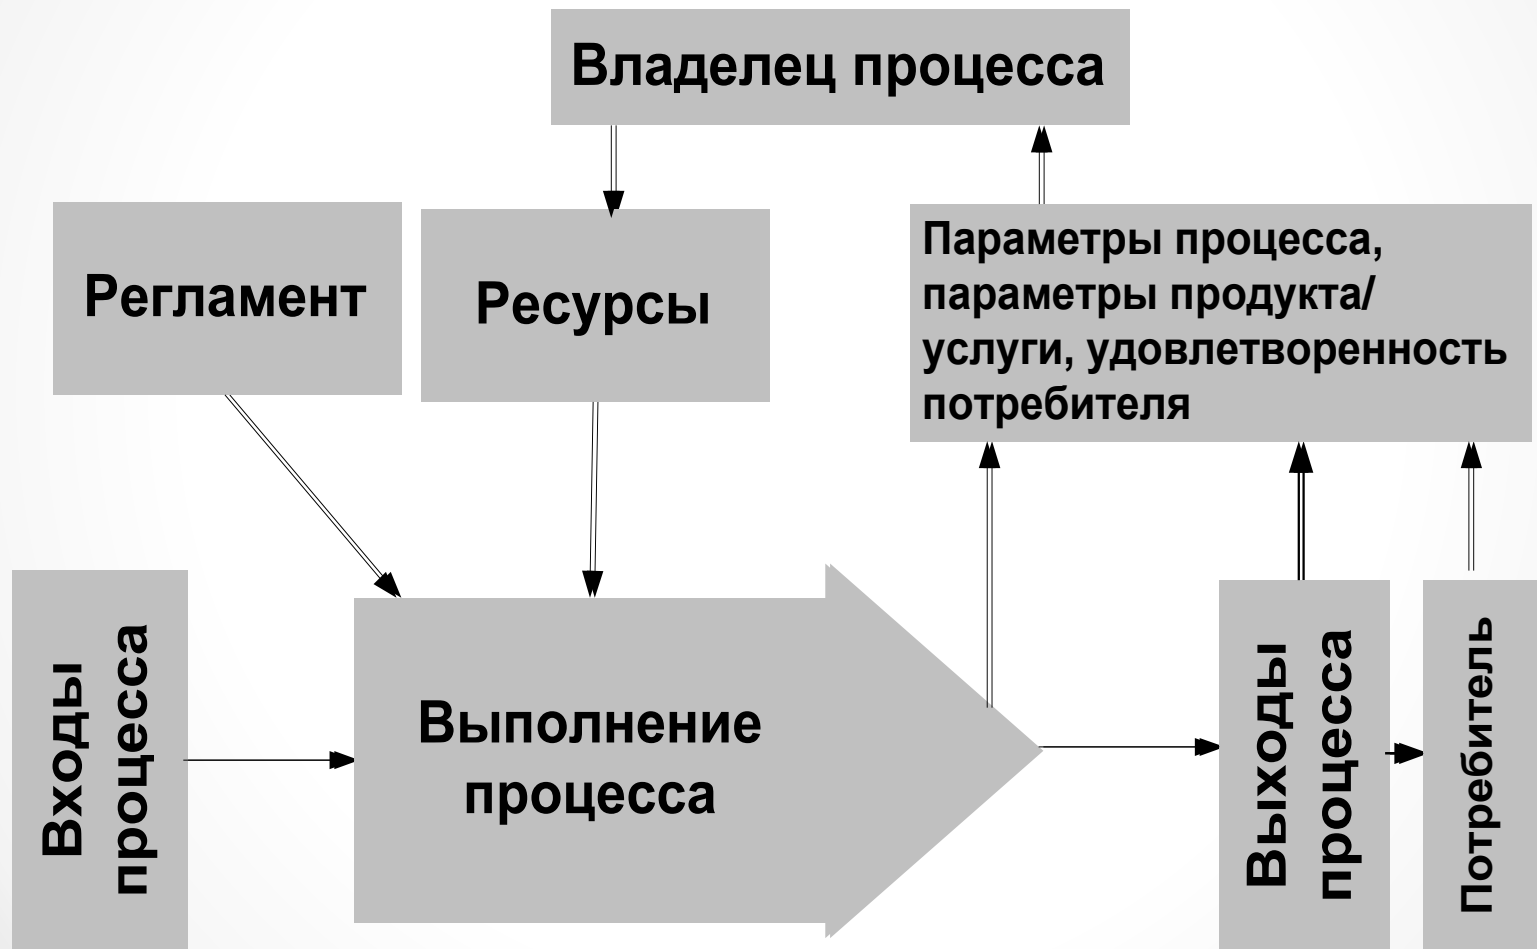 Владелец процесса
Регламент
Ресурсы
Параметры процесса,
параметры продукта/
услуги, удовлетворенность
потребителя
Входы
процесса
Выполнение
процесса
Выходы
процесса
Потребитель